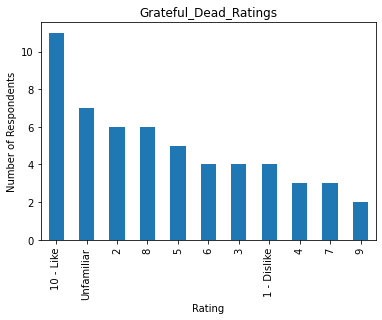 Grateful_Dead_Ratings
Number of Respondents
10
8
6
4
2
0
10 - Like
Unfamiliar
2
8
5
6
3
1 - Dislike
4
7
9
Rating